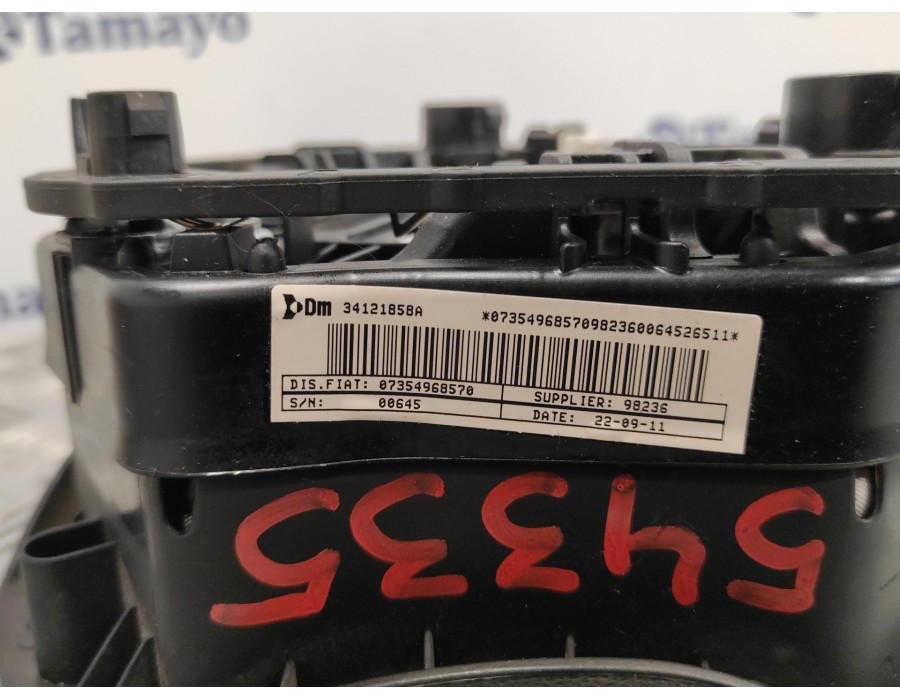 Tamayo
Dm 34121858A *07354968570982360064526511*
DIS.FIAT: 07354968570 SUPPLIER: 98236
S/N: 00645 DATE: 22-09-11
54335